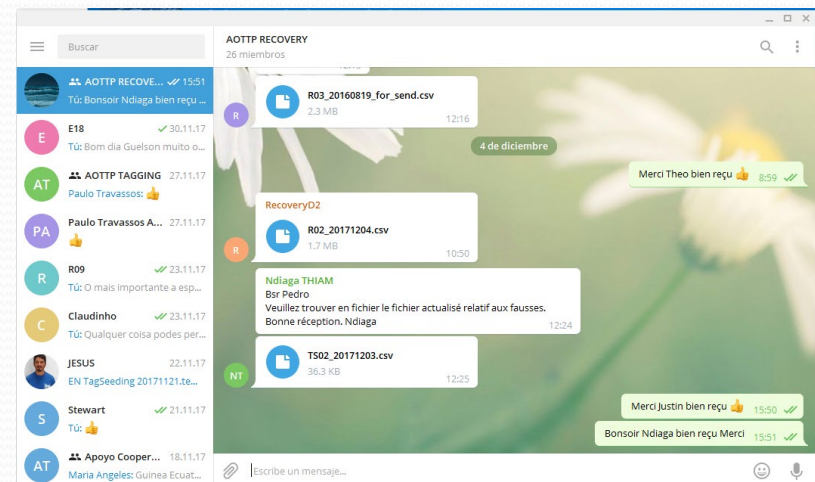 Buscar
AOTTP RECOVE... 15:51
Tú: Bonsoir Ndiaga bien reçu ...
E
E18 30.11.17
Tú: Bom dia Guelson muito o...
AT
AOTTP TAGGING 27.11.17
Paulo Travassos: 👍
PA
Paulo Travassos A... 27.11.17
👍
R
R09 23.11.17
Tú: O mais importante a esp...
C
Claudinho 23.11.17
Tú: Qualquer coisa podes per...
JESUS 22.11.17
EN TagSeeding 20171121.te...
S
Stewart 21.11.17
Tú: 👍
AT
Apoyo Cooper... 18.11.17
Maria Angeles: Guinea Ecuat...
AOTTP RECOVERY
26 miembros
R03_20160819_for_send.csv
2.3 MB
12:16
R
4 de diciembre
Merci Theo bien reçu 👍 8:59
RecoveryD2
R02_20171204.csv
1.7 MB
10:50
R
Ndiaga THIAM
Bsr Pedro
Veuillez trouver en fichier le fichier actualisé relatif aux fausses.
Bonne réception, Ndiaga
12:24
TS02_20171203.csv
36.3 KB
12:25
NT
Merci Justin bien reçu 👍 15:50
Bonsoir Ndiaga bien reçu Merci 15:51
Escribe un mensaje...